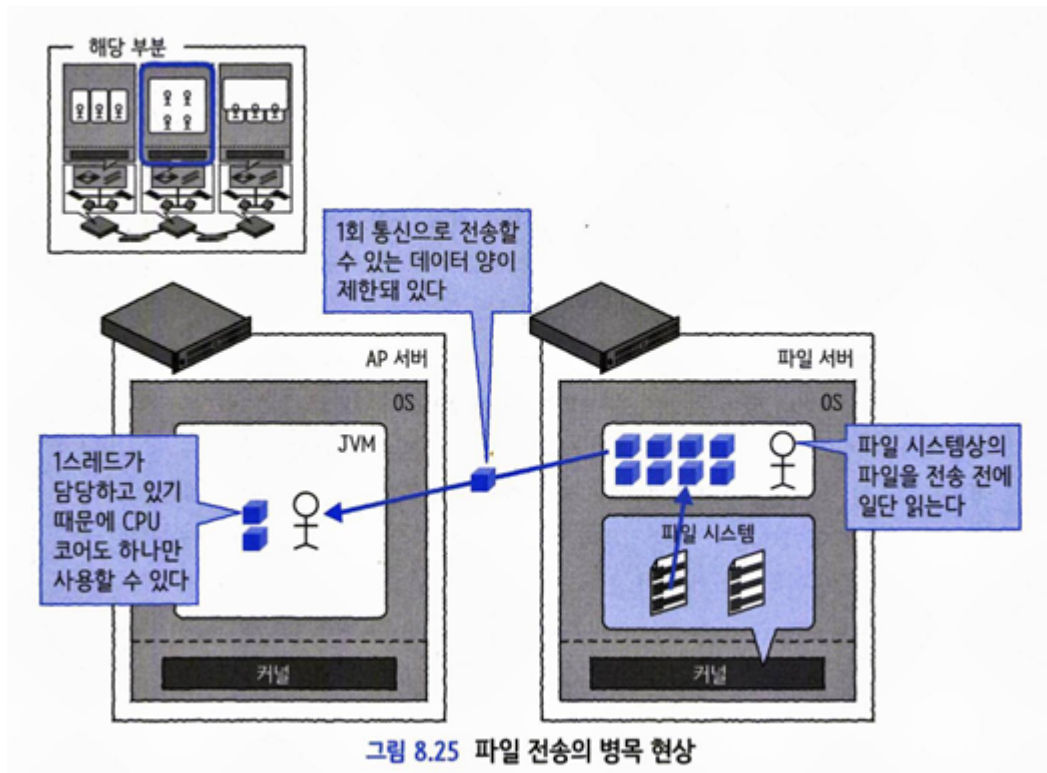 해당 부분
1회 통신으로 전송할
수 있는 데이터 양이
제한돼 있다
AP 서버
OS
JVM
1스레드가
담당하고 있기
때문에 CPU
코어도 하나만
사용할 수 있다
커널
파일 서버
OS
파일 시스템상의
파일을 전송 전에
일단 읽는다
파일 시스템
커널
그림 8.25 파일 전송의 병목 현상